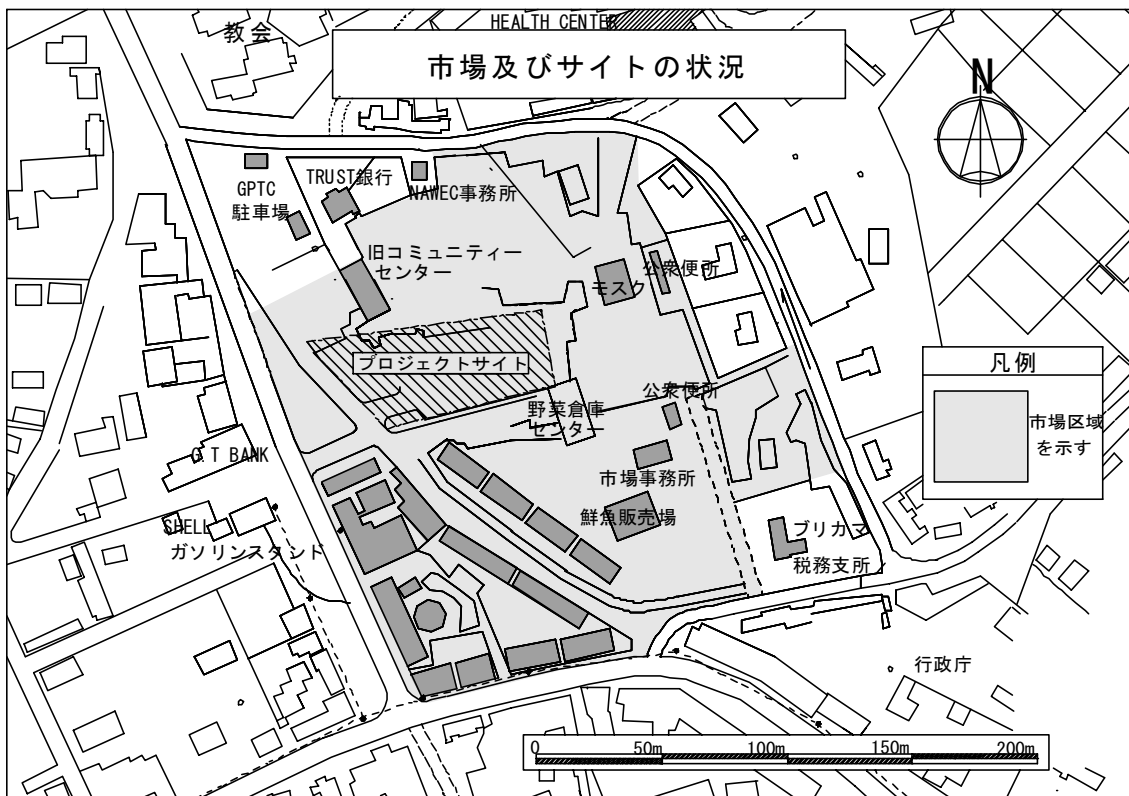 HEALTH CENTER
教会
市場及びサイトの状況
N
TRUST銀行
GPTC
駐車場
NAWEC事務所
旧コミュニティー
センター
公衆便所
モスク
プロジェクトサイト
凡例
市場区域
を示す
公衆便所
野菜倉庫
センター
G.T BANK
市場事務所
SHELL
ガソリンスタンド
鮮魚販売場
ブリカマ
税務支所
行政庁
0 50m 100m 150m 200m